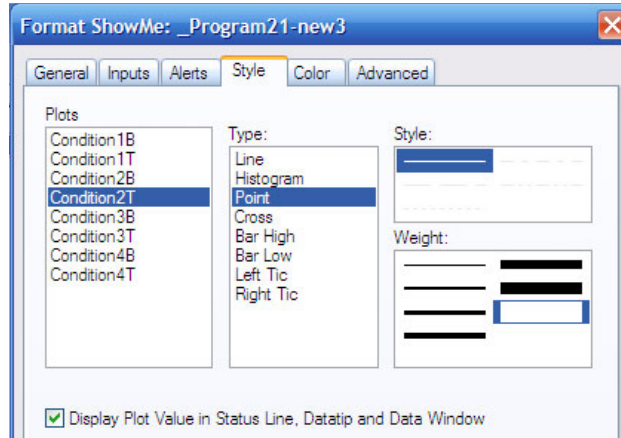 Format ShowMe: _Program21-new3
General Inputs Alerts Style Color Advanced
Plots
Condition1B
Condition1T
Condition2B
Condition2T
Condition3B
Condition3T
Condition4B
Condition4T
Type:
Line
Histogram
Point
Cross
Bar High
Bar Low
Left Tic
Right Tic
Style:
Weight:
Display Plot Value in Status Line, Datatip and Data Window